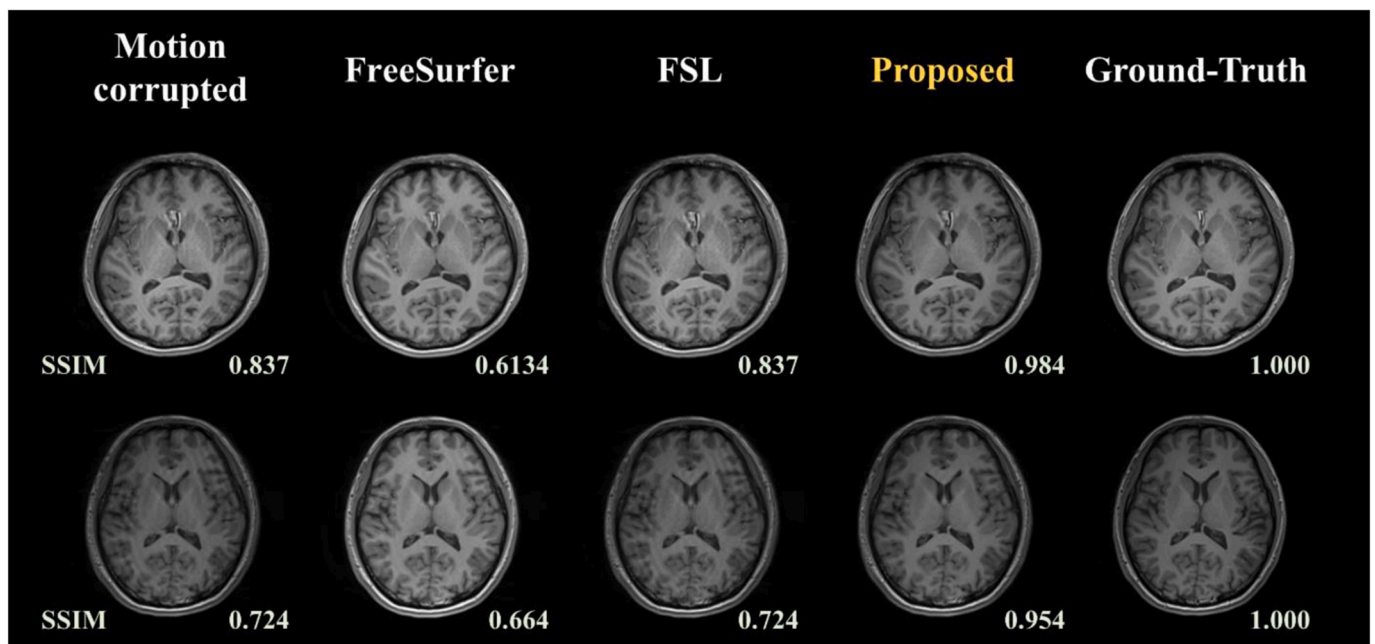 Motion
corrupted
FreeSurfer
FSL
Proposed
Ground-Truth
SSIM 0.837 0.6134 0.837 0.984 1.000
SSIM 0.724 0.664 0.724 0.954 1.000